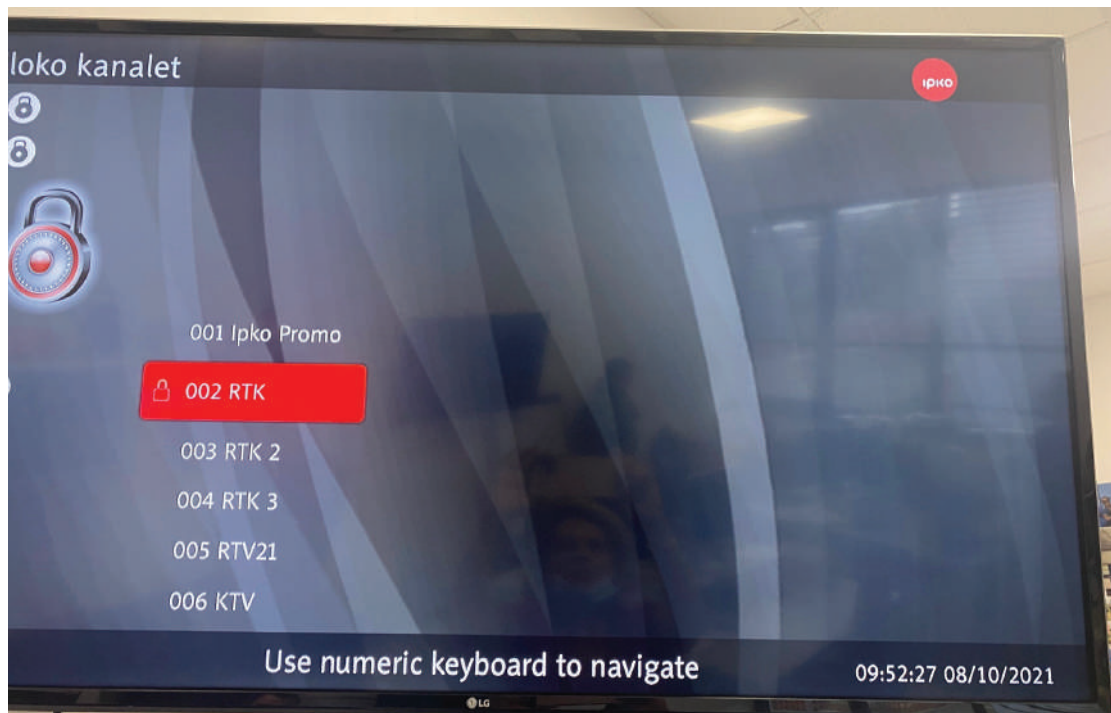 loko kanalet
ipko
001 Ipko Promo
002 RTK
003 RTK 2
004 RTK 3
005 RTV21
006 KTV
Use numeric keyboard to navigate
09:52:27 08/10/2021
LG